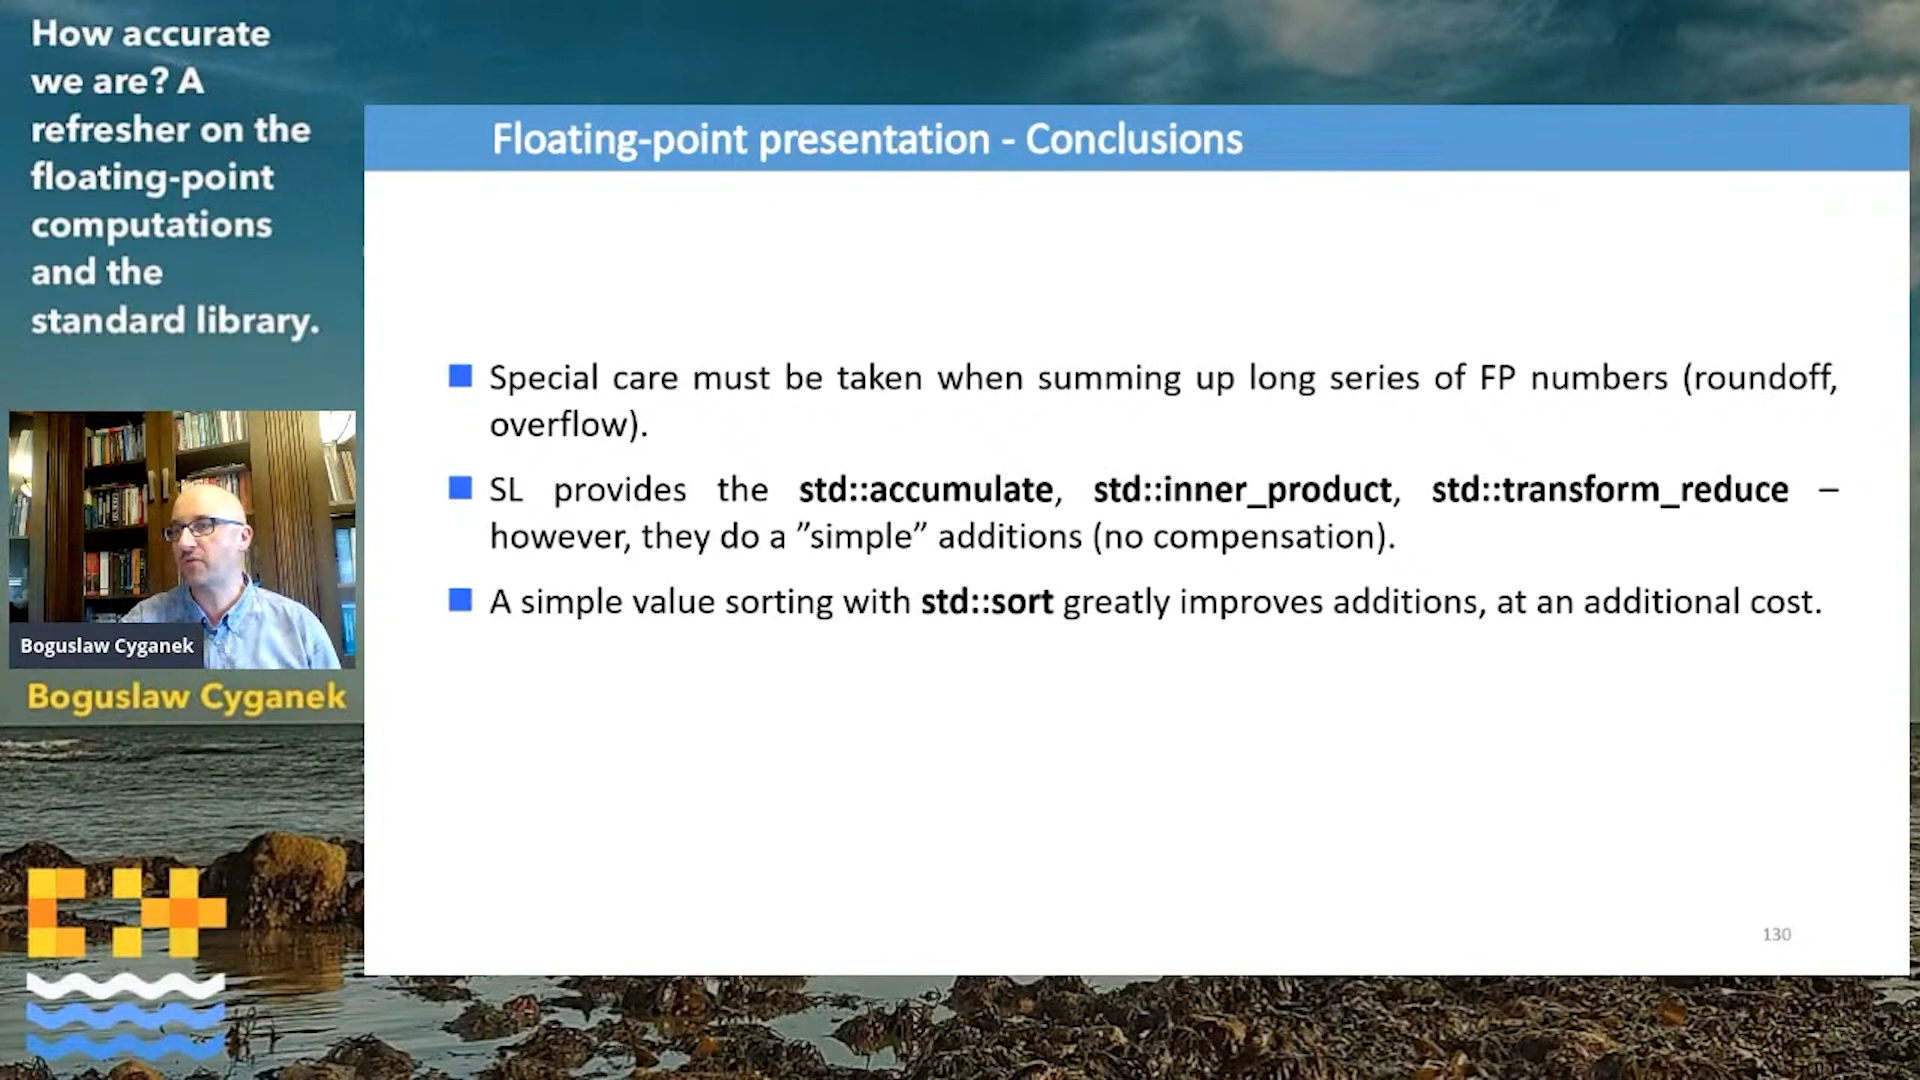 How accurate
we are? A
refresher on the
floating-point
computations
and the
standard library.
Floating-point presentation - Conclusions
Special care must be taken when summing up long series of FP numbers (roundoff,
overflow).
SL provides the std::accumulate, std::inner_product, std::transform_reduce –
however, they do a ”simple” additions (no compensation).
A simple value sorting with std::sort greatly improves additions, at an additional cost.
Boguslaw Cyganek
Boguslaw Cyganek
130